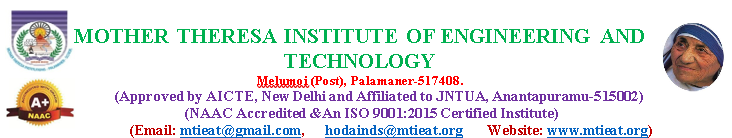 MOTHER THERESA INSTITUTE OF ENGINEERING AND
TECHNOLOGY
Melumoi (Post), Palamaner-517408.
(Approved by AICTE, New Delhi and Affiliated to JNTUA, Anantapuramu-515002)
(NAAC Accredited &An ISO 9001:2015 Certified Institute)
(Email: mtieat@gmail.com, hodainds@mtieat.org Website: www.mtieat.org)
A+
NAAC